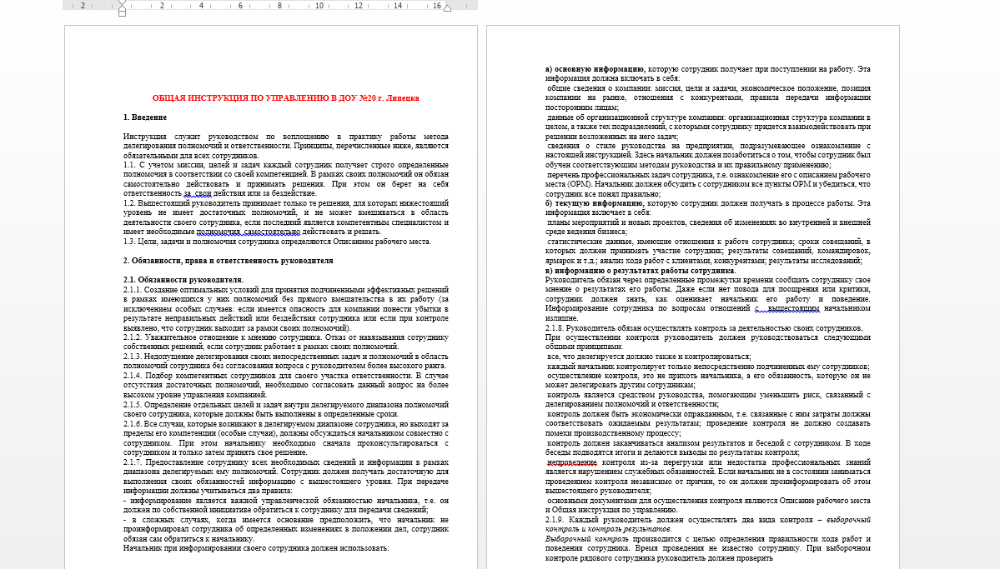 2 2 4 6 8 10 12 14 16
ОБЩАЯ ИНСТРУКЦИЯ ПО УПРАВЛЕНИЮ В ДОУ №20 г. Липецка
1. Введение
Инструкция служит руководством по воплощению в практику работы метода
делегирования полномочий и ответственности. Принципы, перечисленные ниже, являются
обязательными для всех сотрудников.
1.1. С учетом миссии, целей и задач каждый сотрудник получает строго определенные
полномочия в соответствии со своей компетенцией. В рамках своих полномочий он обязан
самостоятельно действовать и принимать решения. При этом он берет на себя
ответственность за свои действия или за бездействие.
1.2. Вышестоящий руководитель принимает только те решения, для которых нижестоящий
уровень не имеет достаточных полномочий, и не может вмешиваться в область
деятельности своего сотрудника, если последний является компетентным специалистом и
имеет необходимые полномочия самостоятельно действовать и решать.
1.3. Цели, задачи и полномочия сотрудника определяются Описанием рабочего места.
2. Обязанности, права и ответственность руководителя
2.1. Обязанности руководителя.
2.1.1. Создание оптимальных условий для принятия подчиненными эффективных решений
в рамках имеющихся у них полномочий без прямого вмешательства в их работу (за
исключением особых случаев: если имеется опасность для компании понести убытки в
результате неправильных действий или бездействия сотрудника или если при контроле
выявлено, что сотрудник выходит за рамки своих полномочий).
2.1.2. Уважительное отношение к мнению сотрудника. Отказ от навязывания сотруднику
собственных решений, если сотрудник работает в рамках своих полномочий.
2.1.3. Недопущение делегирования своих непосредственных задач и полномочий в область
полномочий сотрудника без согласования вопроса с руководителем более высокого ранга.
2.1.4. Подбор компетентных сотрудников для своего участка ответственности. В случае
отсутствия достаточных полномочий, необходимо согласовать данный вопрос на более
высоком уровне управления компанией.
2.1.5. Определение отдельных целей и задач внутри делегируемого диапазона полномочий
своего сотрудника, которые должны быть выполнены в определенные сроки.
2.1.6. Все случаи, которые возникают в делегируемом диапазоне сотрудника, но выходят за
пределы его компетенции (особые случаи), должны обсуждаться начальником совместно с
сотрудником. При этом начальнику необходимо сначала проконсультироваться с
сотрудником и только затем принять свое решение.
2.1.7. Предоставление сотруднику всех необходимых сведений и информации в рамках
диапазона делегируемых ему полномочий. Сотрудник должен получать достаточную для
выполнения своих обязанностей информацию с вышестоящего уровня. При передаче
информации должны учитываться два правила:
- информирование является важной управленческой обязанностью начальника, т.е. он
должен по собственной инициативе обратиться к сотруднику для передачи сведений;
- в сложных случаях, когда имеется основание предположить, что начальник не
проинформировал сотрудника об определенных изменениях в положении дел, сотрудник
обязан сам обратиться к начальнику.
Начальник при информировании своего сотрудника должен использовать:
а) основную информацию, которую сотрудник получает при поступлении на работу. Эта
информация должна включать в себя:
общие сведения о компании: миссия, цели и задачи, экономическое положение, позиция
компании на рынке, отношения с конкурентами, правила передачи информации
посторонним лицам;
данные об организационной структуре компании: организационная структура компании в
целом, а также тех подразделений, с которыми сотруднику придется взаимодействовать при
решении возложенных на него задач;
сведения о стиле руководства на предприятии, подразумевающее ознакомление с
настоящей инструкцией. Здесь начальник должен позаботиться о том, чтобы сотрудник был
обучен соответствующим методам руководства и их правильному применению;
перечень профессиональных задач сотрудника, т.е. ознакомление его с описанием рабочего
места (ОРМ). Начальник должен обсудить с сотрудником все пункты ОРМ и убедиться, что
сотрудник все понял правильно;
б) текущую информацию, которую сотрудник должен получать в процессе работы. Эта
информация включает в себя:
планы мероприятий и новых проектов, сведения об изменениях во внутренней и внешней
среде ведения бизнеса;
статистические данные, имеющие отношения к работе сотрудника; сроки совещаний, в
которых должен принимать участие сотрудник; результаты совещаний, командировок,
ярмарок и т.д.; анализ хода работ с клиентами, конкурентами; результаты исследований;
в) информацию о результатах работы сотрудника.
Руководитель обязан через определенные промежутки времени сообщать сотруднику свое
мнение о результатах его работы. Даже если нет повода для поощрения или критики,
сотрудник должен знать, как оценивает начальник его работу и поведение.
Информирование сотрудника по вопросам отношений с вышестоящим начальником
излишне.
2.1.8. Руководитель обязан осуществлять контроль за деятельностью своих сотрудников.
При осуществлении контроля руководитель должен руководствоваться следующими
общими принципами:
все, что делегируется должно также и контролироваться;
каждый начальник контролирует только непосредственно подчиненных ему сотрудников;
осуществление контроля, это не прихоть начальника, а его обязанность, которую он не
может делегировать другим сотрудникам;
контроль является средством руководства, помогающим уменьшить риск, связанный с
делегированием полномочий и ответственности;
контроль должен быть экономически оправданным, т.е. связанные с ним затраты должны
соответствовать ожидаемым результатам; проведение контроля не должно создавать
помехи производственному процессу;
контроль должен заканчиваться анализом результатов и беседой с сотрудником. В ходе
беседы подводятся итоги и делаются выводы по результатам контроля;
непроведение контроля из-за перегрузки или недостатка профессиональных знаний
является нарушением служебных обязанностей. Если начальник не в состоянии заниматься
проведением контроля независимо от причин, то он должен проинформировать об этом
вышестоящего руководителя;
основными документами для осуществления контроля являются Описание рабочего места
и Общая инструкция по управлению.
2.1.9. Каждый руководитель должен осуществлять два вида контроля – выборочный
контроль и контроль результатов.
Выборочный контроль производится с целью определения правильности хода работ и
поведения сотрудника. Время проведения не известно сотруднику. При выборочном
контроле рядового сотрудника руководитель должен проверить